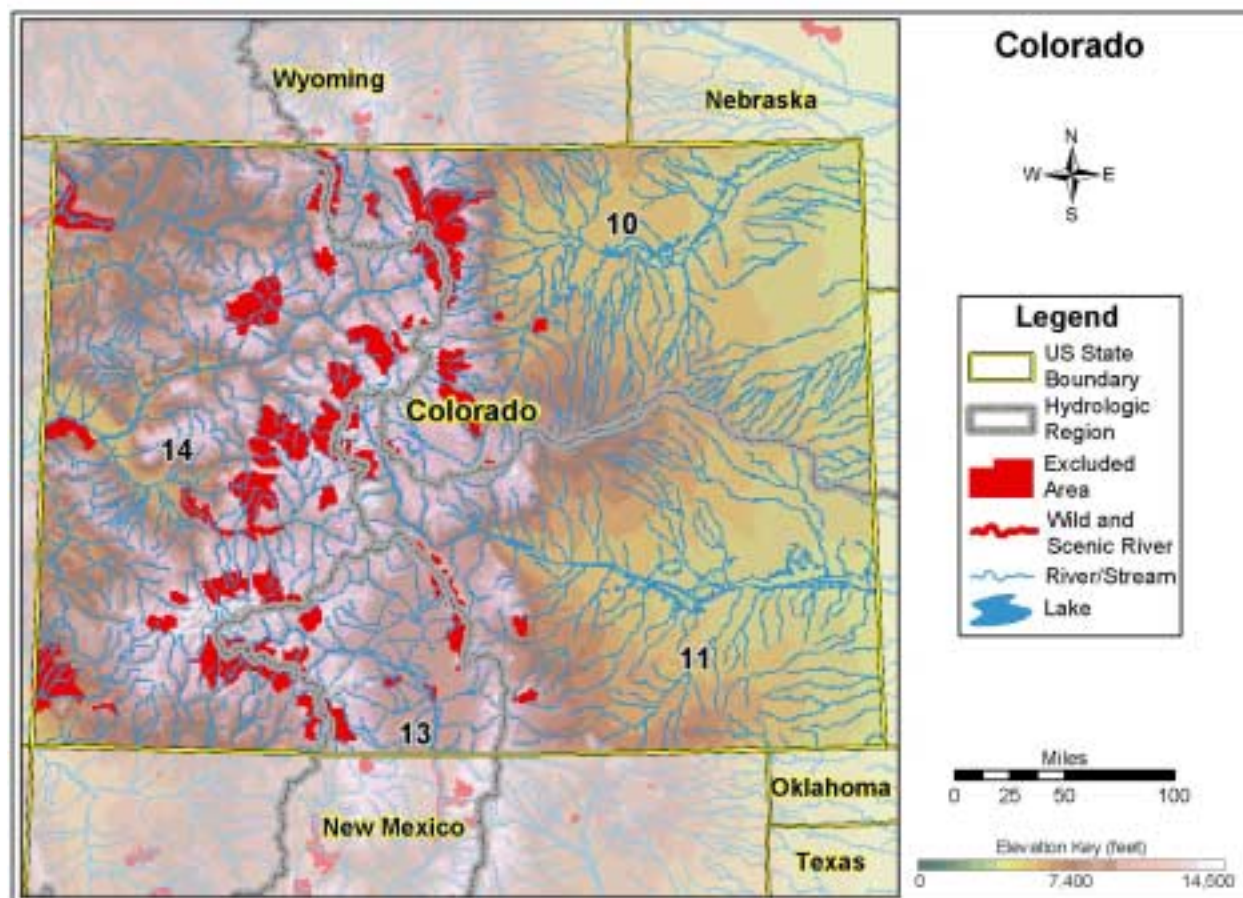 Colorado
Wyoming
Nebraska
N
W E
S
10
Legend
US State
Boundary
Hydrologic
Region
Excluded
Area
Wild and
Scenic River
River/Stream
Lake
Colorado
14
11
13
Miles
0 25 50 100
Oklahoma
New Mexico
Texas
Elevation Key (feet)
0 7,400 14,500